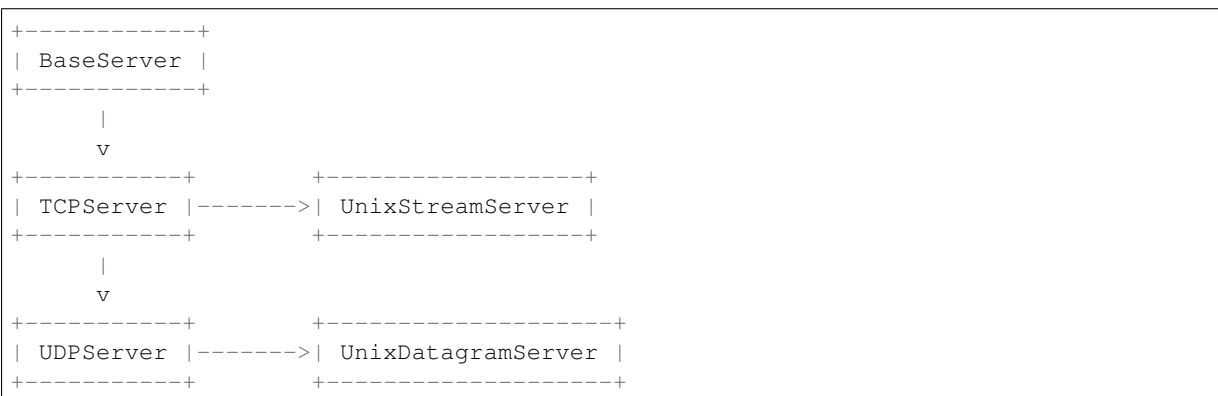 +------------+
| BaseServer |
+------------+
      |
      v
+-----------+        +------------------+
| TCPServer |------->| UnixStreamServer |
+-----------+        +------------------+
      |
      v
+-----------+        +--------------------+
| UDPServer |------->| UnixDatagramServer |
+-----------+        +--------------------+